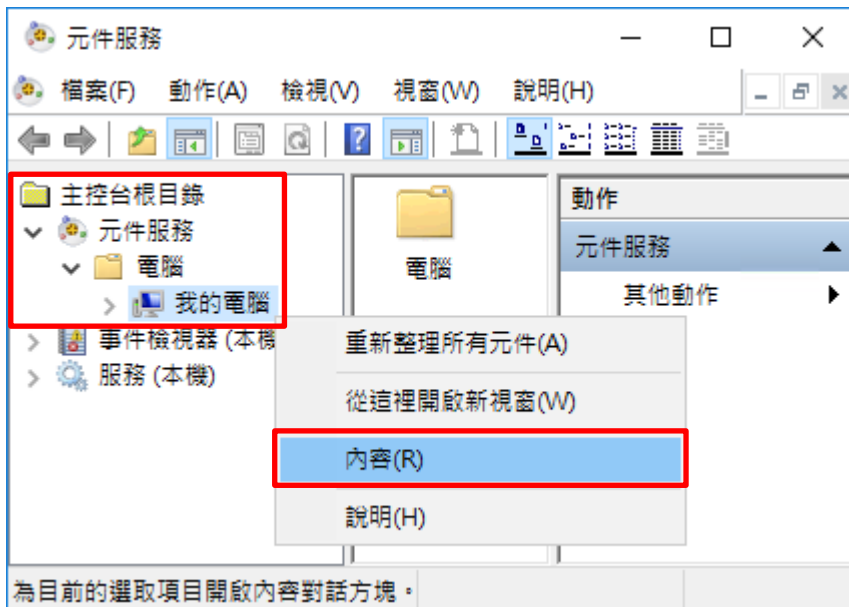 元件服務
檔案(F) 動作(A) 檢視(V) 視窗(W) 說明(H)
主控台根目錄
元件服務
電腦
我的電腦
事件檢視器 (本機
服務 (本機)
電腦
動作
元件服務
其他動作
重新整理所有元件(A)
從這裡開啟新視窗(W)
內容(R)
說明(H)
為目前的選取項目開啟內容對話方塊。